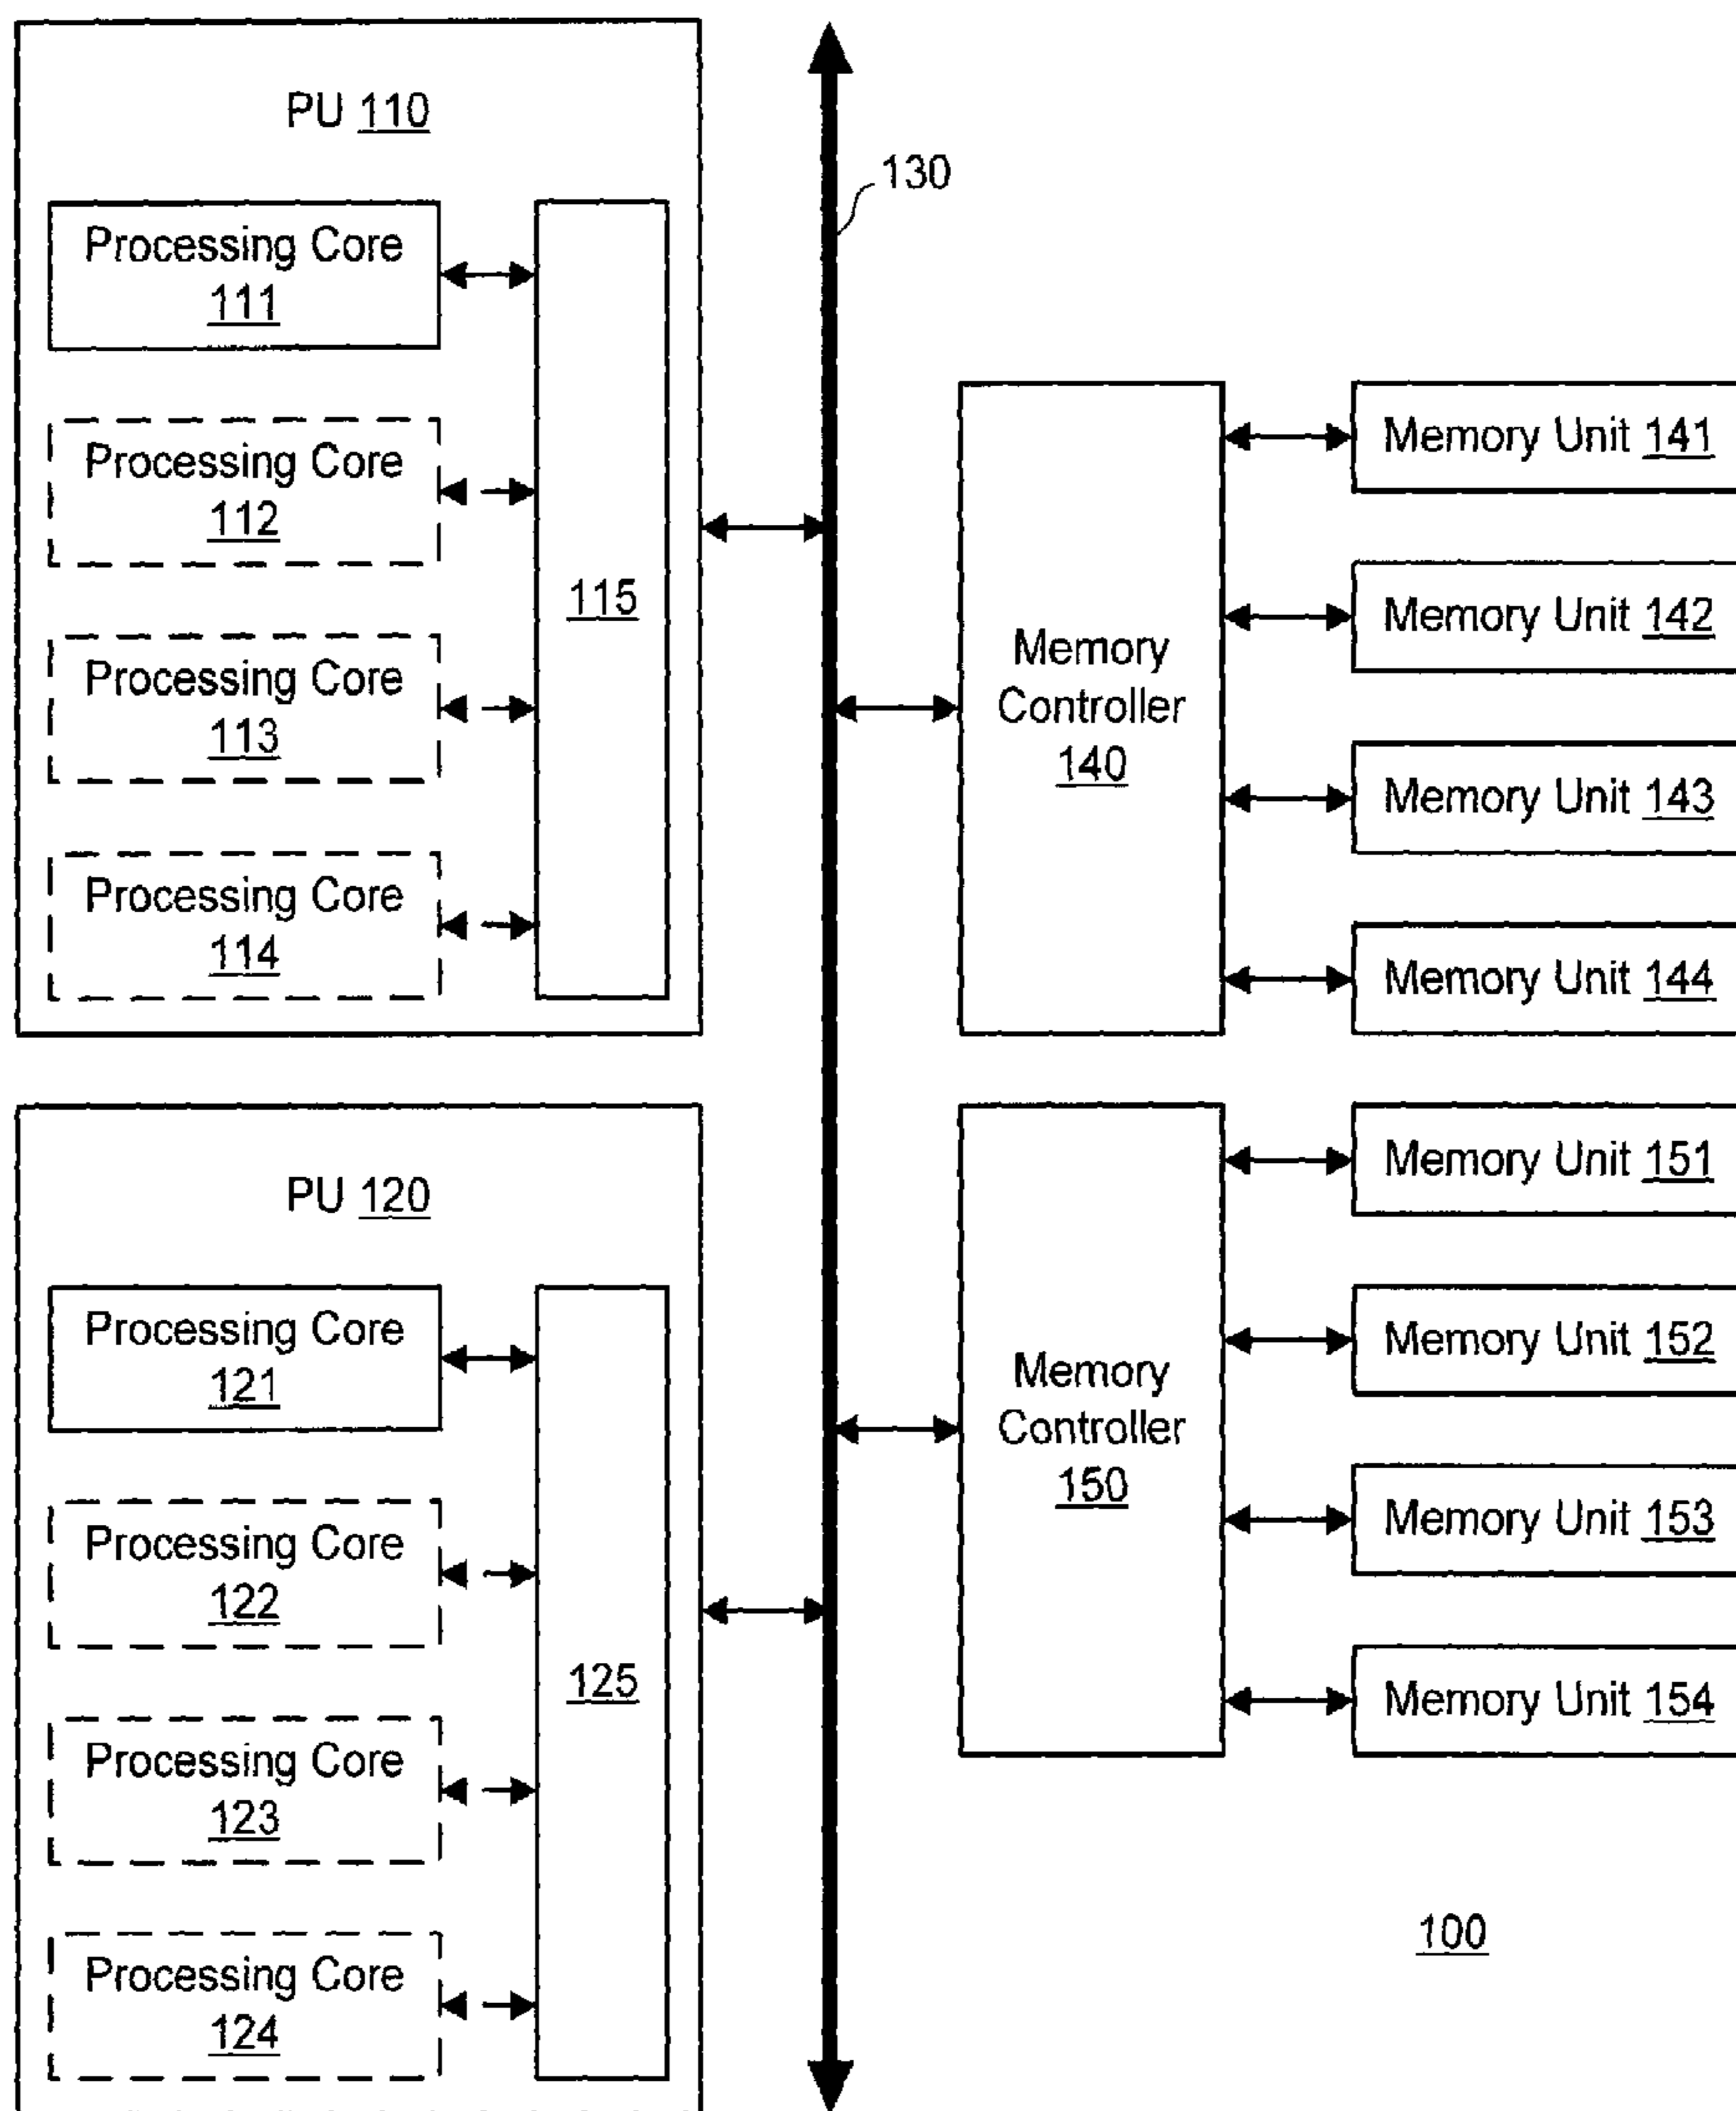 PU 110
Processing Core
111
Processing Core
112
Processing Core
113
Processing Core
114
115
130
Memory
Controller
140
Memory Unit 141
Memory Unit 142
Memory Unit 143
Memory Unit 144
PU 120
Processing Core
121
Processing Core
122
Processing Core
123
Processing Core
124
125
Memory
Controller
150
Memory Unit 151
Memory Unit 152
Memory Unit 153
Memory Unit 154
100